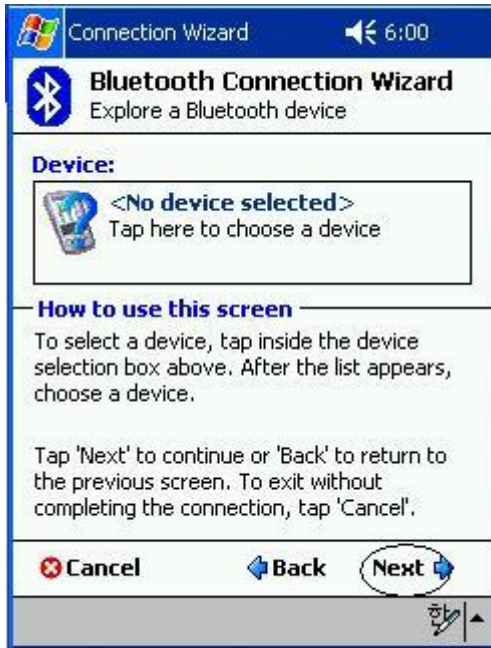 Connection Wizard 6:00
Bluetooth Connection Wizard
Explore a Bluetooth device
Device:
<No device selected>
Tap here to choose a device
How to use this screen
To select a device, tap inside the device
selection box above. After the list appears,
choose a device.
Tap 'Next' to continue or 'Back' to return to
the previous screen. To exit without
completing the connection, tap 'Cancel'.
Cancel Back Next
한